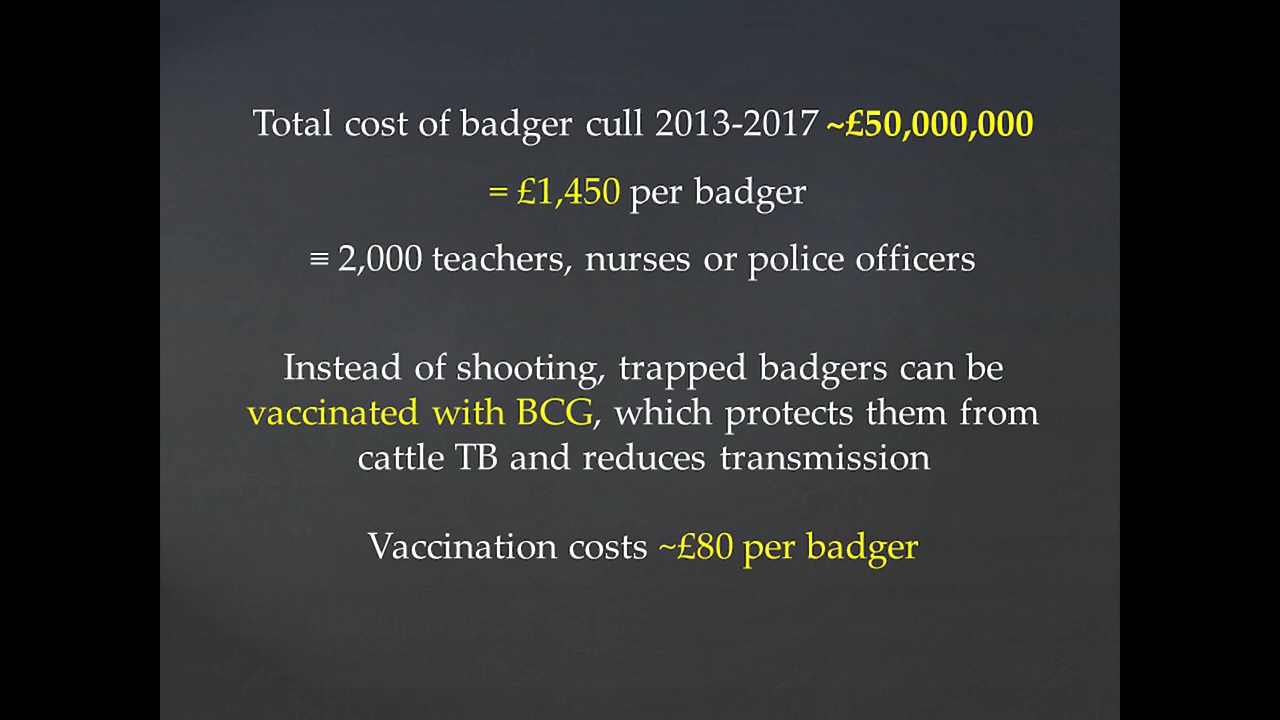 Total cost of badger cull 2013-2017 ~£50,000,000
= £1,450 per badger
≡ 2,000 teachers, nurses or police officers
Instead of shooting, trapped badgers can be
vaccinated with BCG, which protects them from
cattle TB and reduces transmission
Vaccination costs ~£80 per badger